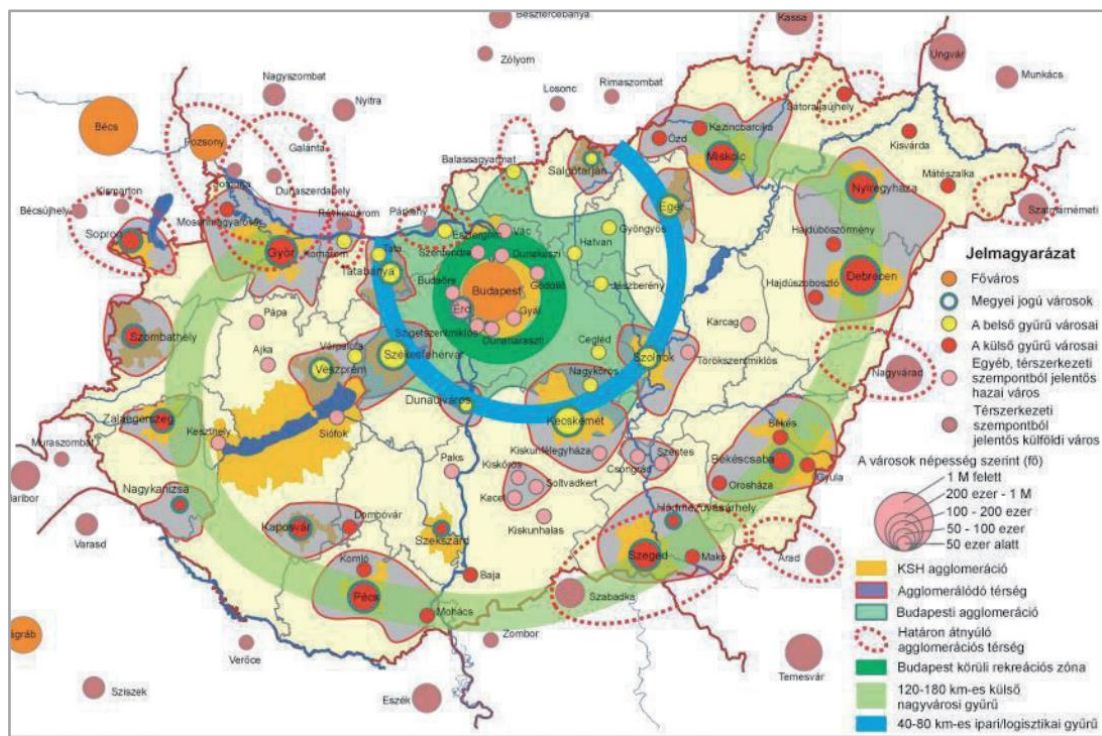 Besztercebánya
Kassa
Zólyom
Ungvár
Nagyszombat
Rimaszombat
Losonc
Munkács
Nyitra
Sátoraljaújhely
Bécs
Pozsony
Galánta
Ózd
Kazincbarcika
Kisvárda
Balassagyarmat
Salgótarján
Miskolc
Dunaszerdahely
Mátészalka
Kismarton
Bécsújhely
Nyíregyháza
Szatmárnémeti
Mosonmagyaróvár
Révkomárom
Párkány
Eger
Sopron
Esztergom
Vác
Gyöngyös
Hajdúböszörmény
Győr
Komárom
Tata
Szentendre
Dunakeszi
Hatvan
Tatabánya
Budaörs
Gödöllő
Jászberény
Debrecen
Budapest
Hajdúszoboszló
Érd
Gyál
Pápa
Szigetszentmiklós
Dunaharaszti
Karcag
Szombathely
Ajka
Várpalota
Székesfehérvár
Cegléd
Szolnok
Törökszentmiklós
Veszprém
Nagykőrös
Nagyvárad
Dunaújváros
Zalaegerszeg
Keszthely
Siófok
Kecskemét
Békés
Muraszombat
Kiskunfélegyháza
Szentes
Paks
Kiskőrös
Csongrád
Békéscsaba
Gyula
Maribor
Nagykanizsa
Soltvadkert
Orosháza
Kecel
Hódmezővásárhely
Varasd
Kaposvár
Dombóvár
Kiskunhalas
Szekszárd
Komló
Szeged
Makó
Arad
Baja
Pécs
Szabadka
Mohács
Zágráb
Zombor
Verőce
Temesvár
Sziszek
Eszék
Jelmagyarázat
Főváros
Megyei jogú városok
A belső gyűrű városai
A külső gyűrű városai
Egyéb, térszerkezeti
szempontból jelentős
hazai város
Térszerkezeti
szempontból
jelentős külföldi város
A városok népesség szerint (fő)
1 M felett
200 ezer - 1 M
100 - 200 ezer
50 - 100 ezer
50 ezer alatt
KSH agglomeráció
Agglomerálódó térség
Budapesti agglomeráció
Határon átnyúló
agglomerációs térség
Budapest körüli rekreációs zóna
120-180 km-es külső
nagyvárosi gyűrű
40-80 km-es ipari/logisztikai gyűrű